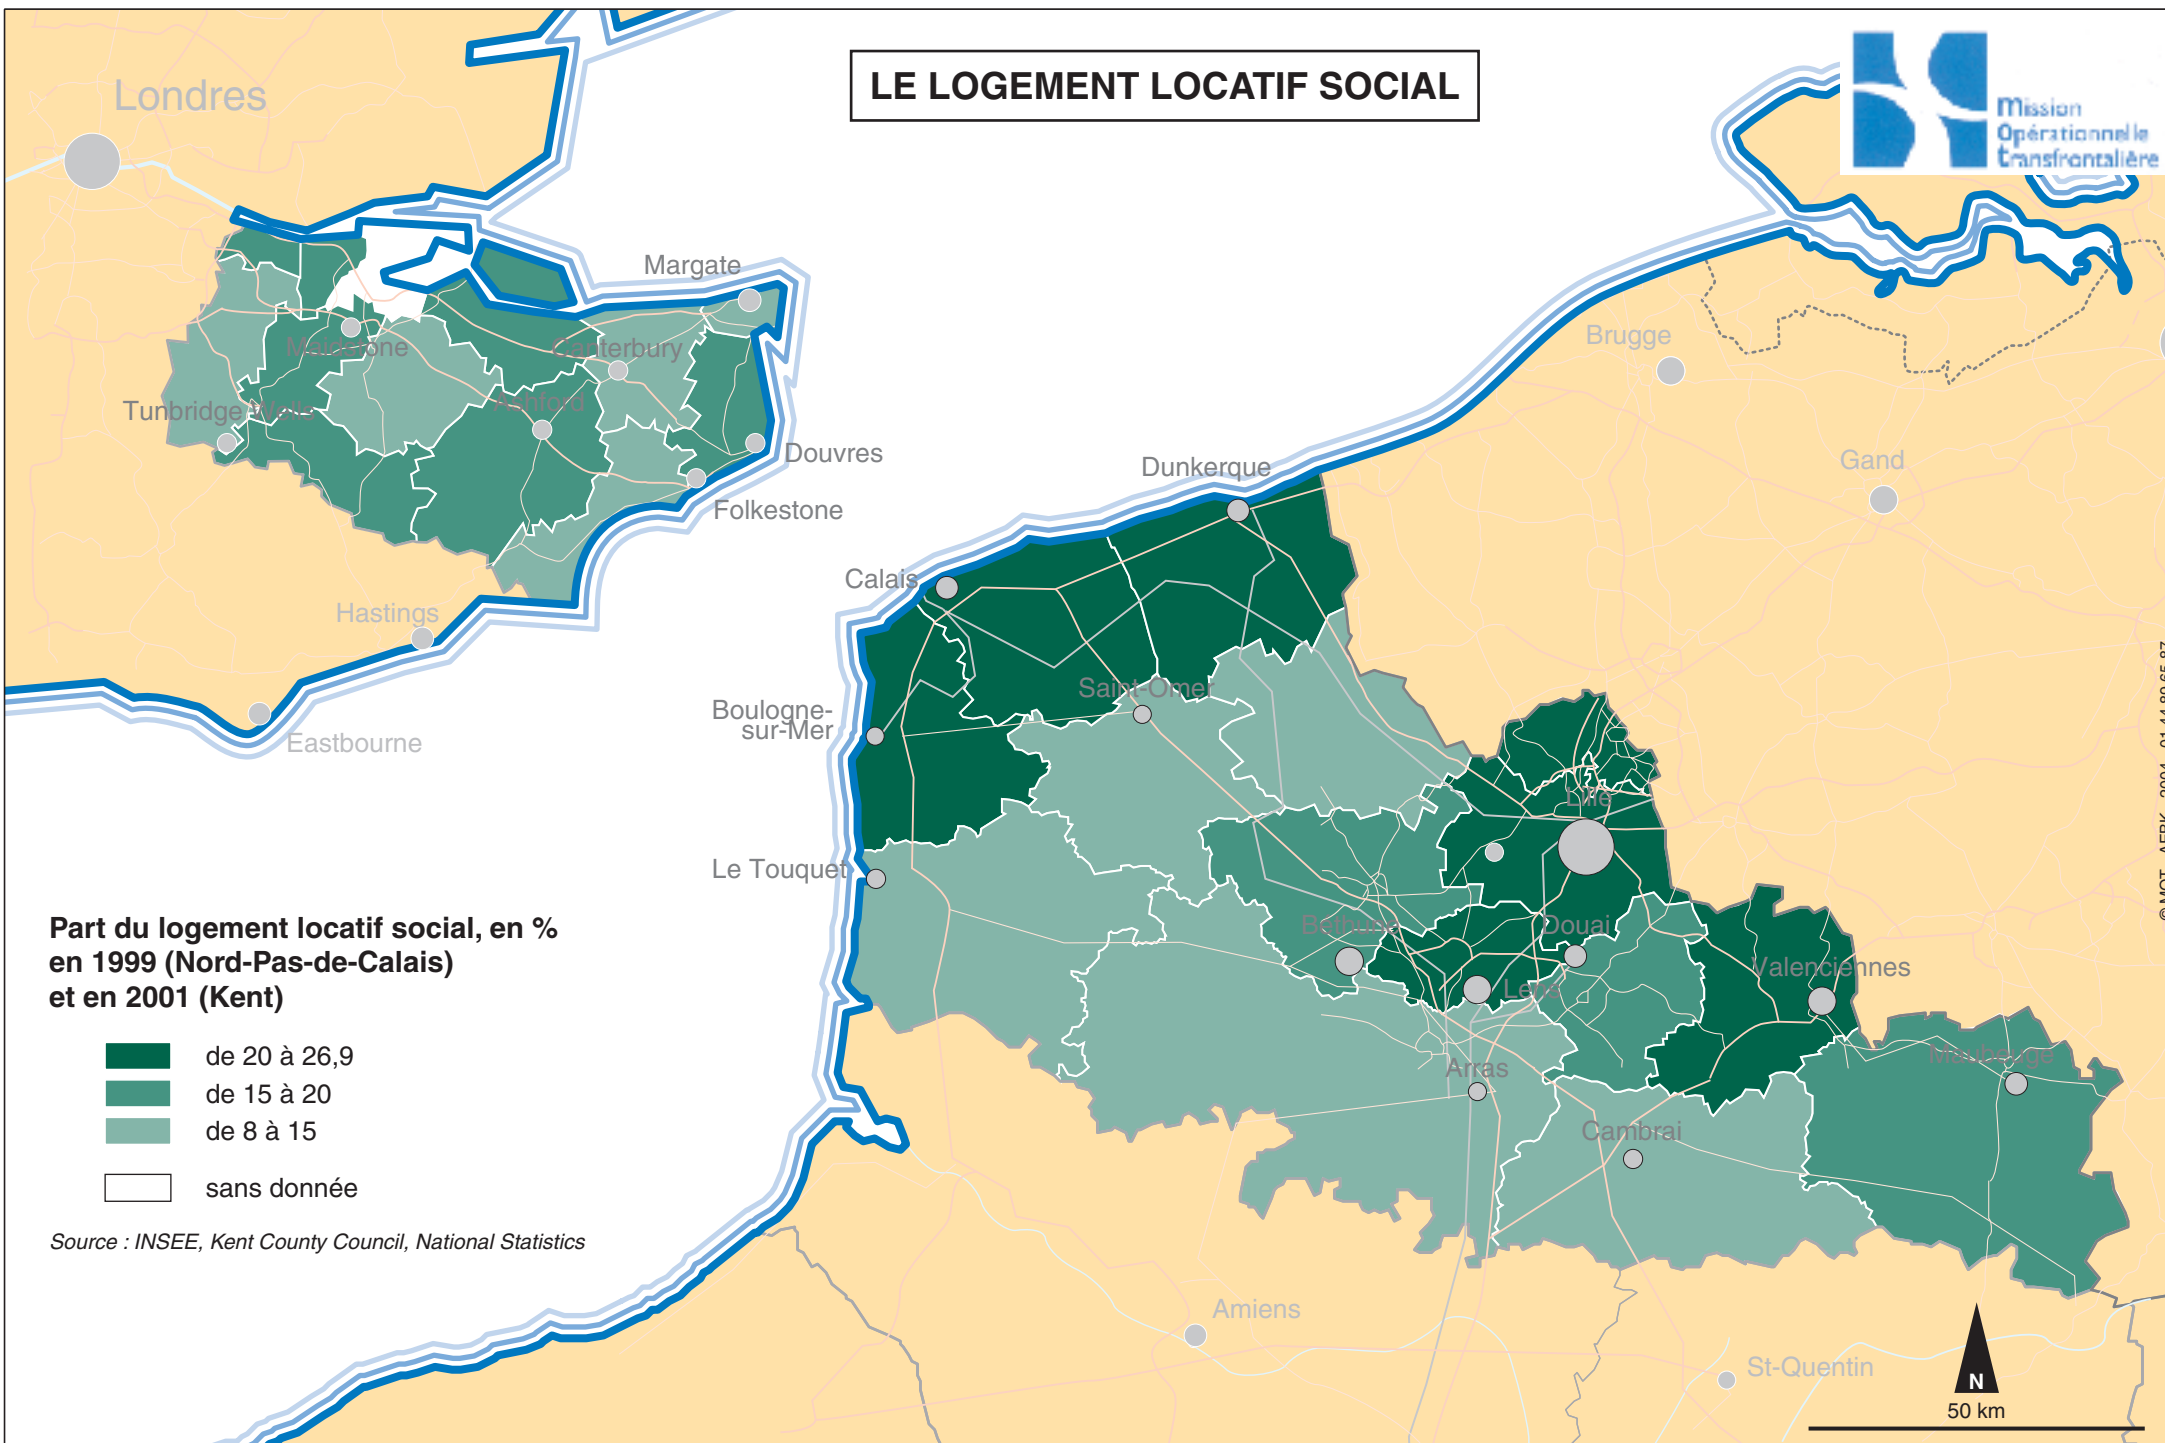 LE LOGEMENT LOCATIF SOCIAL
mission
opérationnelle
transfrontalière
Londres
Margate
Maidstone
Canterbury
Tunbridge Wells
Ashford
Douvres
Folkestone
Hastings
Eastbourne
Brugge
Gand
Dunkerque
Calais
Saint-Omer
Boulogne-
sur-Mer
Lille
Le Touquet
Béthune
Douai
Lens
Valenciennes
Maubeuge
Arras
Cambrai
Amiens
St-Quentin
Part du logement locatif social, en %
en 1999 (Nord-Pas-de-Calais)
et en 2001 (Kent)
de 20 à 26,9
de 15 à 20
de 8 à 15
sans donnée
Source : INSEE, Kent County Council, National Statistics
N
50 km